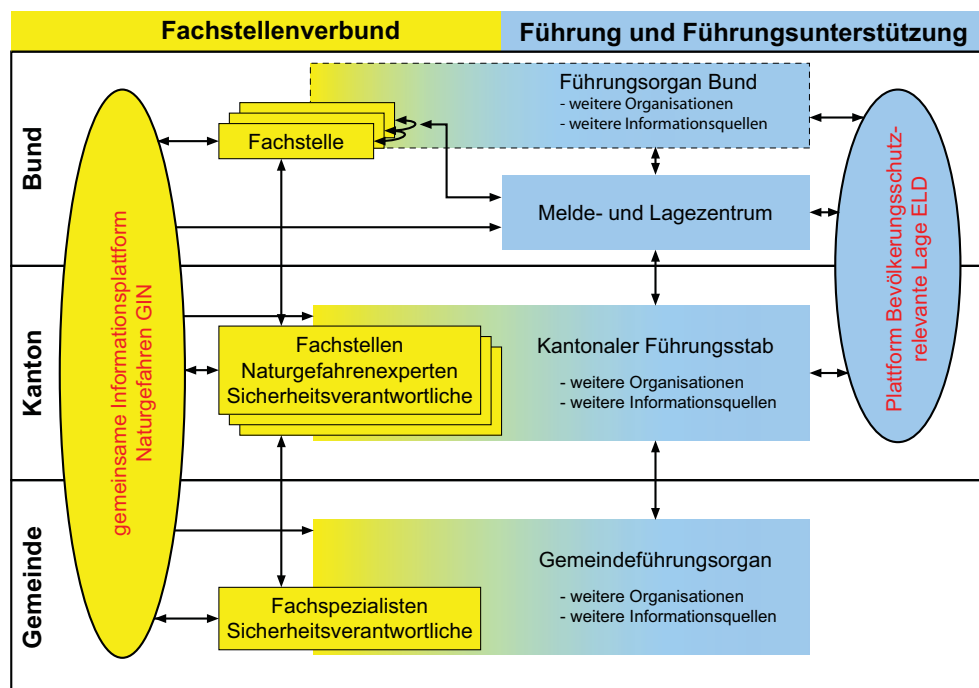 Fachstellenverbund
Führung und Führungsunterstützung
Bund
Führungsorgan Bund
- weitere Organisationen
- weitere Informationsquellen
Fachstelle
Melde- und Lagezentrum
gemeinsame Informationsplattform
Naturgefahren GIN
Plattform Bevölkerungsschutz-
relevante Lage ELD
Kanton
Fachstellen
Naturgefahrenexperten
Sicherheitsverantwortliche
Kantonaler Führungsstab
- weitere Organisationen
- weitere Informationsquellen
Gemeinde
Gemeindeführungsorgan
- weitere Organisationen
- weitere Informationsquellen
Fachspezialisten
Sicherheitsverantwortliche